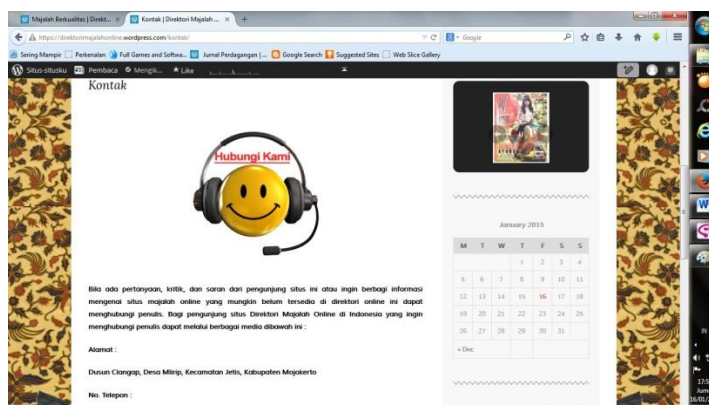 Majalah Berkualitas | Direkt...
Kontak | Direktori Majalah ...
https://direktorimajalahonline.wordpress.com/kontak/
Google
Sering Mampir
Perkenalan
Full Games and Softwa...
Jurnal Perdagangan | ...
Google Search
Suggested Sites
Web Slice Gallery
Situs-situsku
Pembaca
Mengik...
Like
Kontak
Hubungi Kami
Bila ada pertanyaan, kritik, dan saran dari pengunjung situs ini atau ingin berbagi informasi
mengenai situs majalah online yang mungkin belum tersedia di direktori online ini dapat
menghubungi penulis. Bagi pengunjung situs Direktori Majalah Online di Indonesia yang ingin
menghubungi penulis dapat melalui berbagai media dibawah ini :
Alamat :
Dusun Clangap, Desa Mlirip, Kecamatan Jetis, Kabupaten Mojokerto
No. Telepon :
January 2015
M T W T F S S
1 2 3 4
5 6 7 8 9 10 11
12 13 14 15 16 17 18
19 20 21 22 23 24 25
26 27 28 29 30 31
« Dec
IN